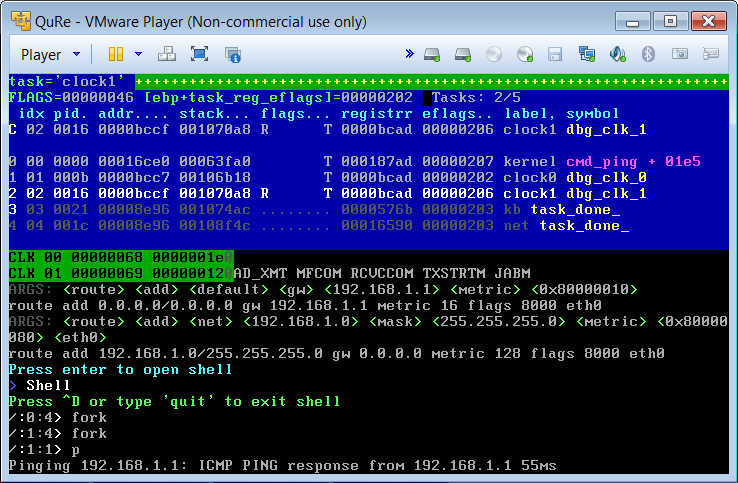 QuRe - VMware Player (Non-commercial use only)
Player
»
task='clock1' ++++++++++++++++++++++++++++++++++++++++++++++++++++++++++++++++++++++++++
FLAGS=00000046 [ebp+task_reg_eflags]=00000202 Tasks: 2/5
idx pid. addr.... stack... flags... registrr eflags.. label, symbol
C 02 0016 0000bccf 001070a8 R T 0000bcad 00000206 clock1 dbg_clk_1
0 00 0000 00016ce0 00063fa0 T 000187ad 00000207 kernel cmd_ping + 01e5
1 01 000b 0000bcc7 00106b18 T 0000bcad 00000202 clock0 dbg_clk_0
2 02 0016 0000bccf 001070a8 R T 0000bcad 00000206 clock1 dbg_clk_1
3 03 0021 00008e96 001074ac ........ 0000576b 00000203 kb task_done_
4 04 001c 00008e96 00108f4c ........ 00016590 00000203 net task_done_
CLK 00 00000068 0000001e0
CLK 01 00000069 000000120AD_XMT MFCOM RCVCCOM TXSTRTM JABM
ARGS: <route> <add> <default> <gw> <192.168.1.1> <metric> <0x80000010>
route add 0.0.0.0/0.0.0.0 gw 192.168.1.1 metric 16 flags 8000 eth0
ARGS: <route> <add> <net> <192.168.1.0> <mask> <255.255.255.0> <metric> <0x80000
080> <eth0>
route add 192.168.1.0/255.255.255.0 gw 0.0.0.0 metric 128 flags 8000 eth0
Press enter to open shell
> Shell
Press ^D or type 'quit' to exit shell
/:0:4> fork
/:1:4> fork
/:1:1> p
Pinging 192.168.1.1: ICMP PING response from 192.168.1.1 55ms